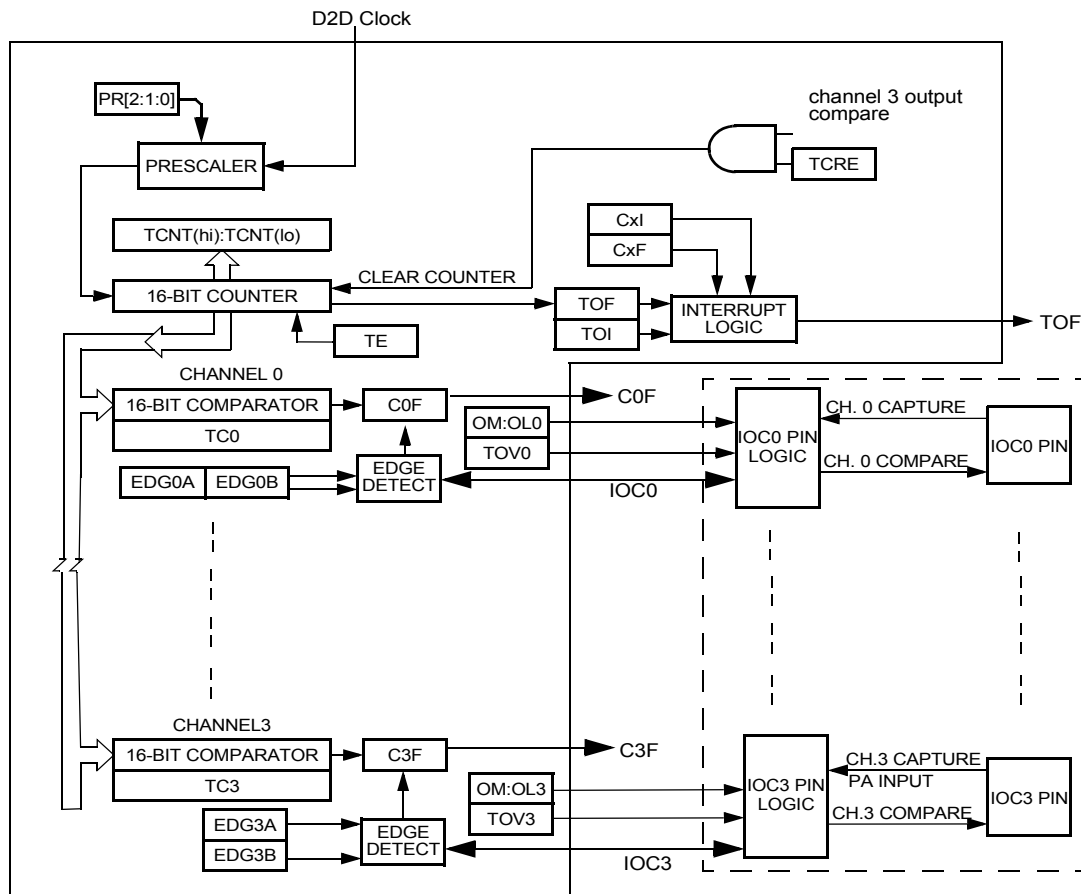 D2D Clock
channel 3 output
compare
PR[2:1:0]
PRESCALER
TCRE
CxI
CxF
TCNT(hi):TCNT(lo)
CLEAR COUNTER
16-BIT COUNTER
TOF
TOI
INTERRUPT
LOGIC
TOF
TE
CHANNEL 0
16-BIT COMPARATOR
TC0
C0F
C0F
OM:OL0
TOV0
IOC0 PIN
LOGIC
CH. 0 CAPTURE
CH. 0 COMPARE
IOC0 PIN
EDG0A
EDG0B
EDGE
DETECT
IOC0
CHANNEL3
16-BIT COMPARATOR
TC3
C3F
C3F
OM:OL3
TOV3
IOC3 PIN
LOGIC
CH.3 CAPTURE
PA INPUT
CH.3 COMPARE
IOC3 PIN
EDG3A
EDG3B
EDGE
DETECT
IOC3